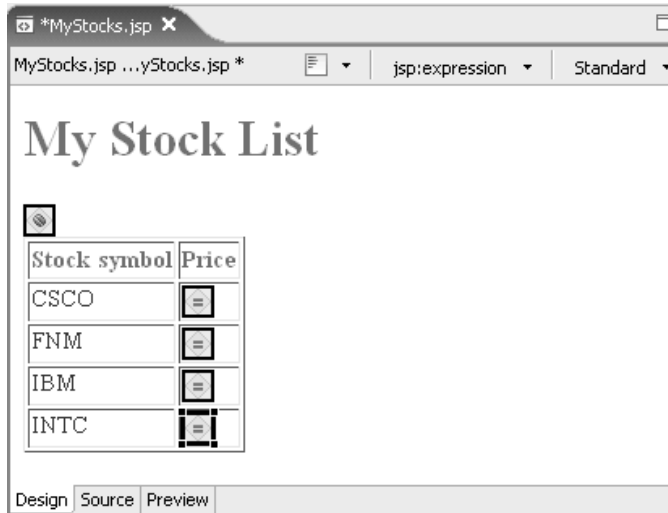 *MyStocks.jsp
MyStocks.jsp ...yStocks.jsp * jsp:expression Standard
My Stock List
Stock symbol Price
CSCO =
FNM =
IBM =
INTC =
Design Source Preview